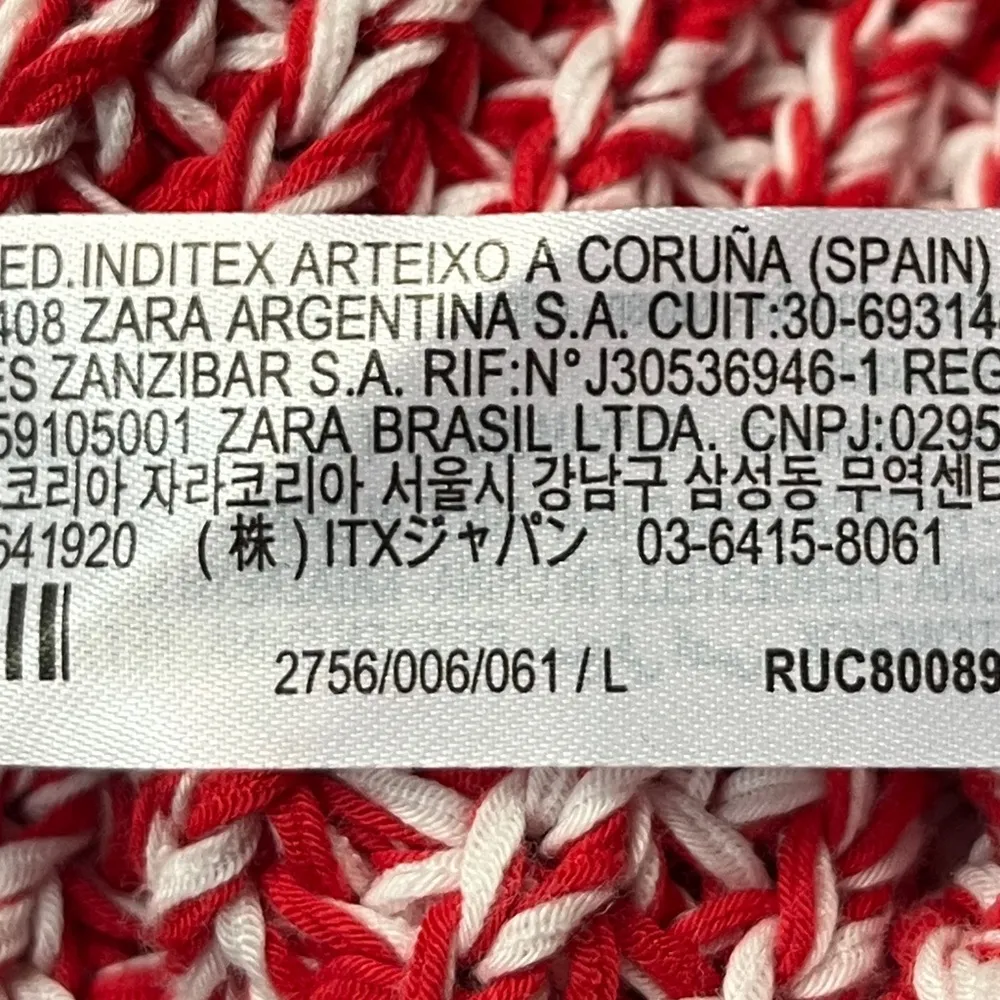 ED.INDITEX ARTEIXO A CORUÑA (SPAIN)
408 ZARA ARGENTINA S.A. CUIT:30-69314
ES ZANZIBAR S.A. RIF:N°J30536946-1 REG
59105001 ZARA BRASIL LTDA. CNPJ:0295
코리아 자라코리아 서울시 강남구 삼성동 무역센
641920 (株) ITXジャパン 03-6415-8061
2756/006/061 / L RUC80089